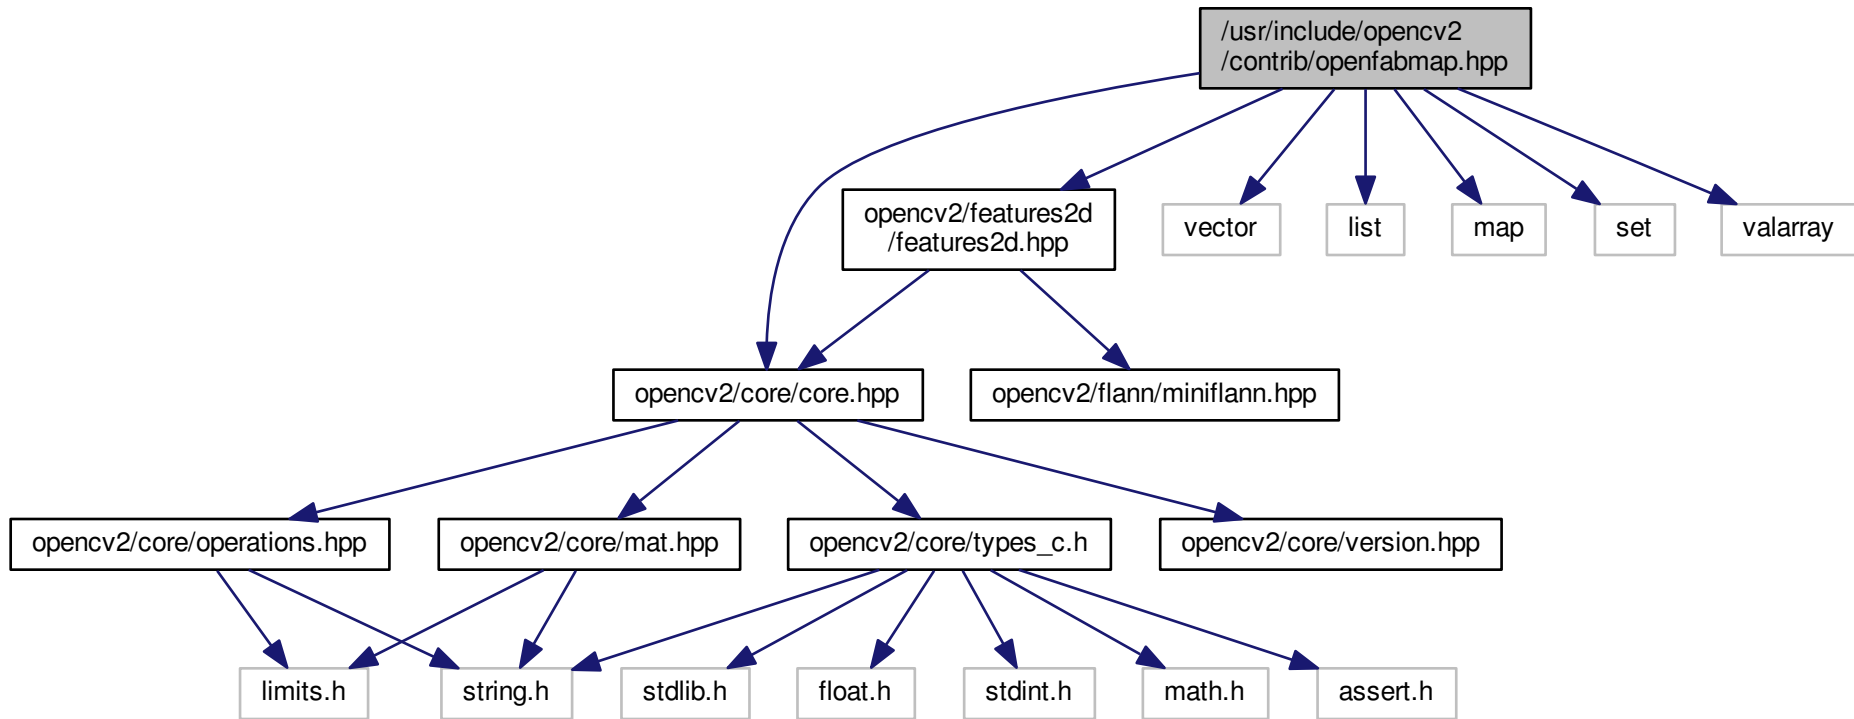 /usr/include/opencv2
/contrib/openfabmap.hpp
opencv2/features2d
/features2d.hpp
vector
list
map
set
valarray
opencv2/core/core.hpp
opencv2/flann/miniflann.hpp
opencv2/core/operations.hpp
opencv2/core/mat.hpp
opencv2/core/types_c.h
opencv2/core/version.hpp
limits.h
string.h
stdlib.h
float.h
stdint.h
math.h
assert.h